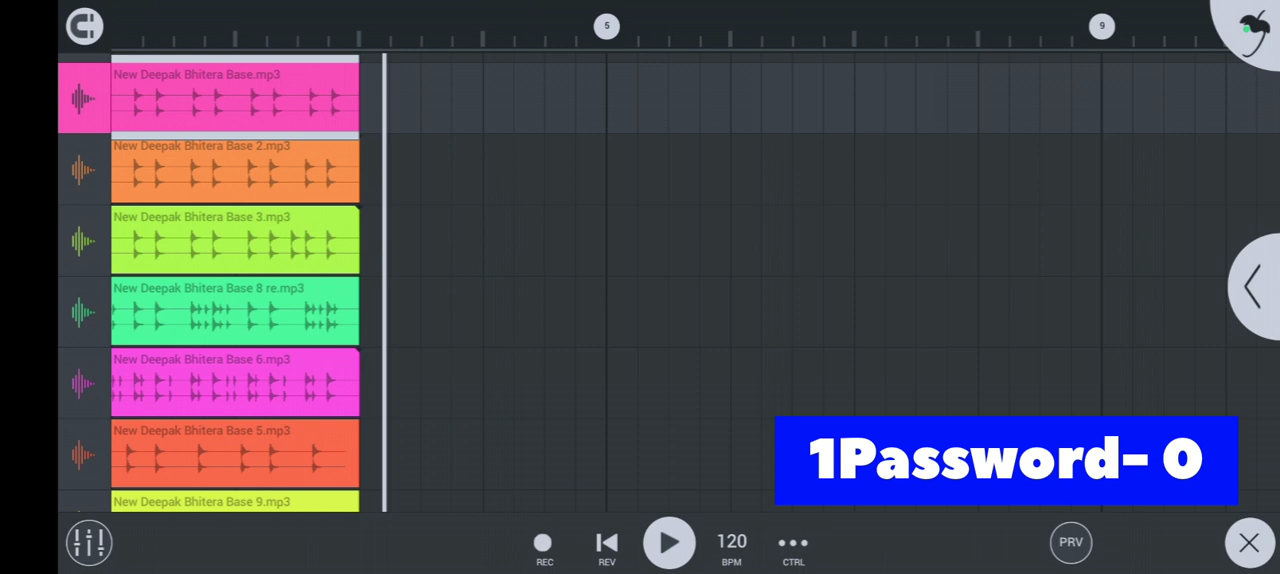 5
9
New Deepak Bhitera Base.mp3
New Deepak Bhitera Base 2.mp3
New Deepak Bhitera Base 3.mp3
New Deepak Bhitera Base 8 re.mp3
New Deepak Bhitera Base 6.mp3
New Deepak Bhitera Base 5.mp3
New Deepak Bhitera Base 9.mp3
1Password- 0
REC
REV
120
BPM
CTRL
PRV